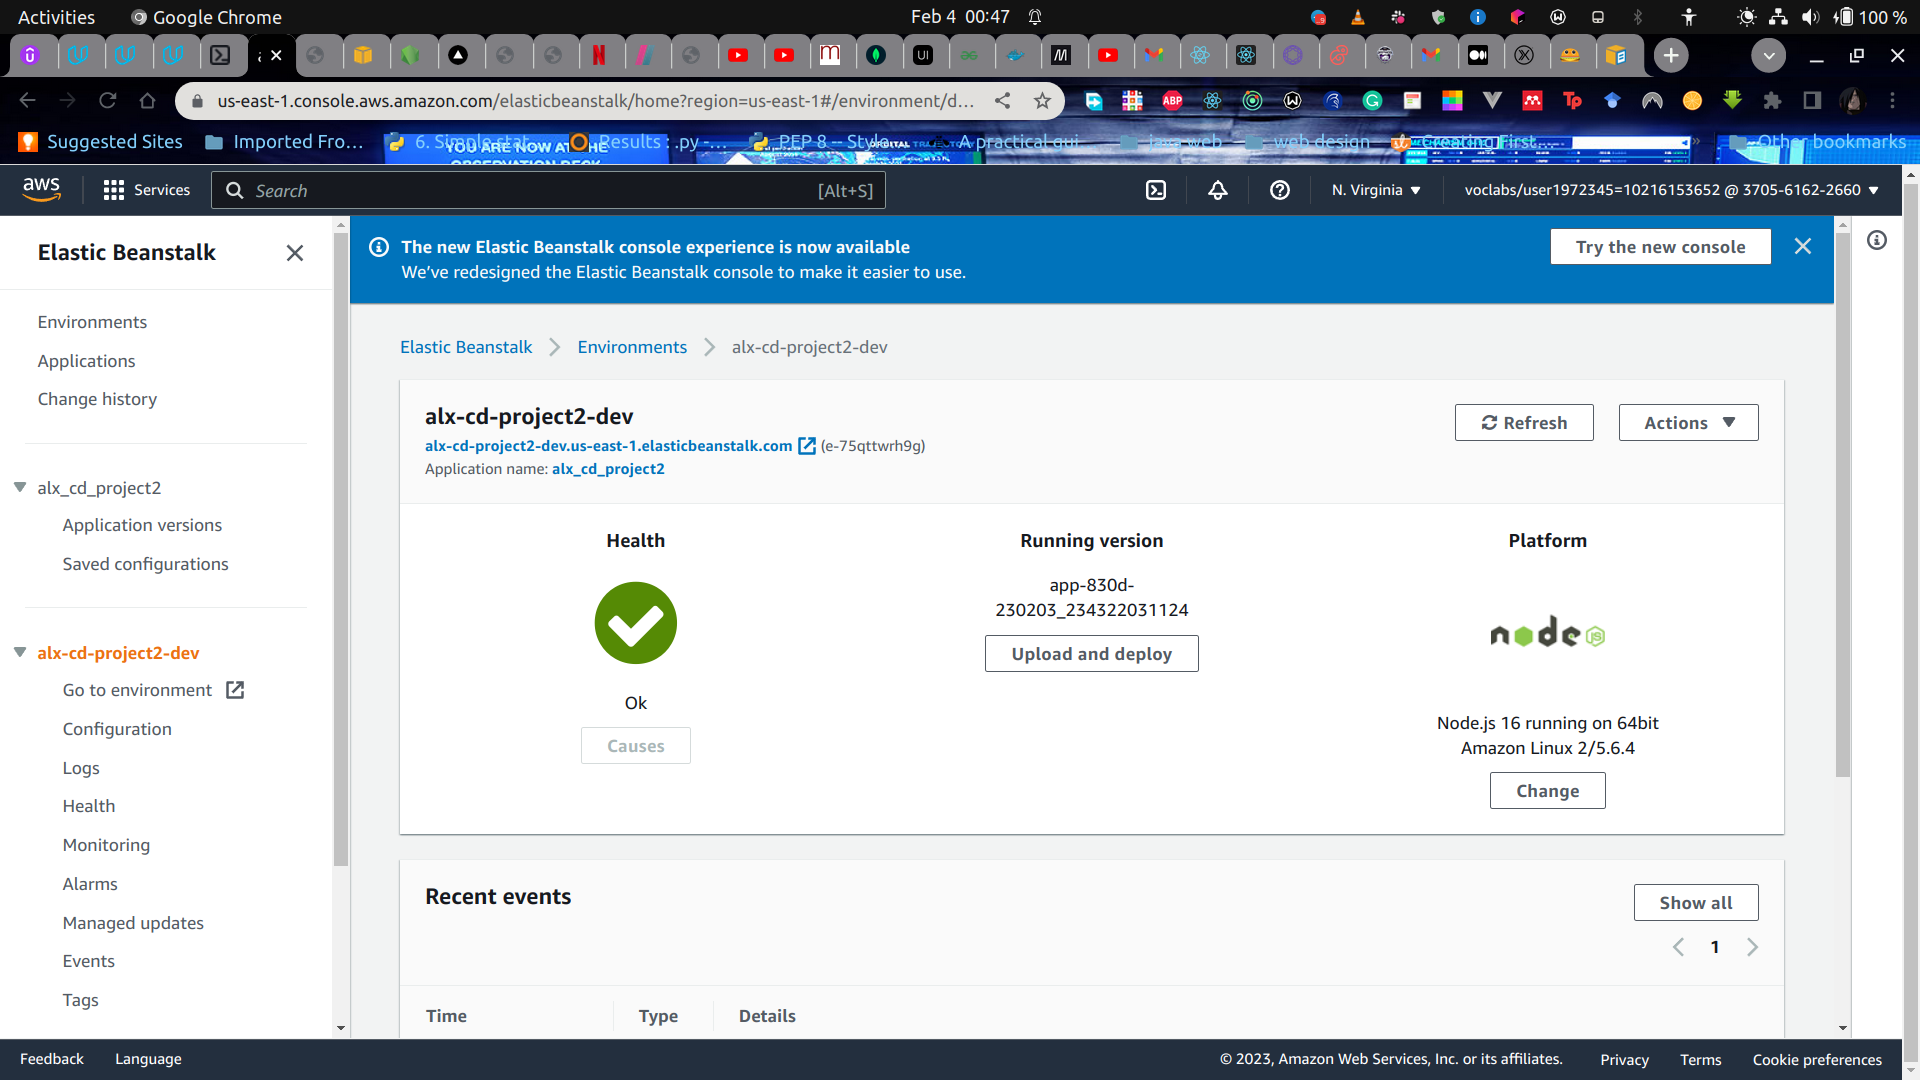 Activities
Google Chrome
Feb 4 00:47
100 %
us-east-1.console.aws.amazon.com/elasticbeanstalk/home?region=us-east-1#/environment/d...
Suggested Sites
Imported Fro...
6. Simple stat...
Results : .py -...
PEP 8 -- Style...
A practical gui...
java web
web design
Creating First...
Other bookmarks
YOU ARE NOW AT THE
OBSERVATION DECK
aws
Services
Search
[Alt+S]
N. Virginia
voclabs/user1972345=10216153652 @ 3705-6162-2660
Elastic Beanstalk
Environments
Applications
Change history
alx_cd_project2
Application versions
Saved configurations
alx-cd-project2-dev
Go to environment
Configuration
Logs
Health
Monitoring
Alarms
Managed updates
Events
Tags
The new Elastic Beanstalk console experience is now available
We've redesigned the Elastic Beanstalk console to make it easier to use.
Try the new console
Elastic Beanstalk
Environments
alx-cd-project2-dev
alx-cd-project2-dev
alx-cd-project2-dev.us-east-1.elasticbeanstalk.com (e-75qttwrh9g)
Application name: alx_cd_project2
Refresh
Actions
Health
Ok
Causes
Running version
app-830d-
230203_234322031124
Upload and deploy
Platform
node JS
Node.js 16 running on 64bit
Amazon Linux 2/5.6.4
Change
Recent events
Show all
1
Time
Type
Details
Feedback
Language
© 2023, Amazon Web Services, Inc. or its affiliates.
Privacy
Terms
Cookie preferences